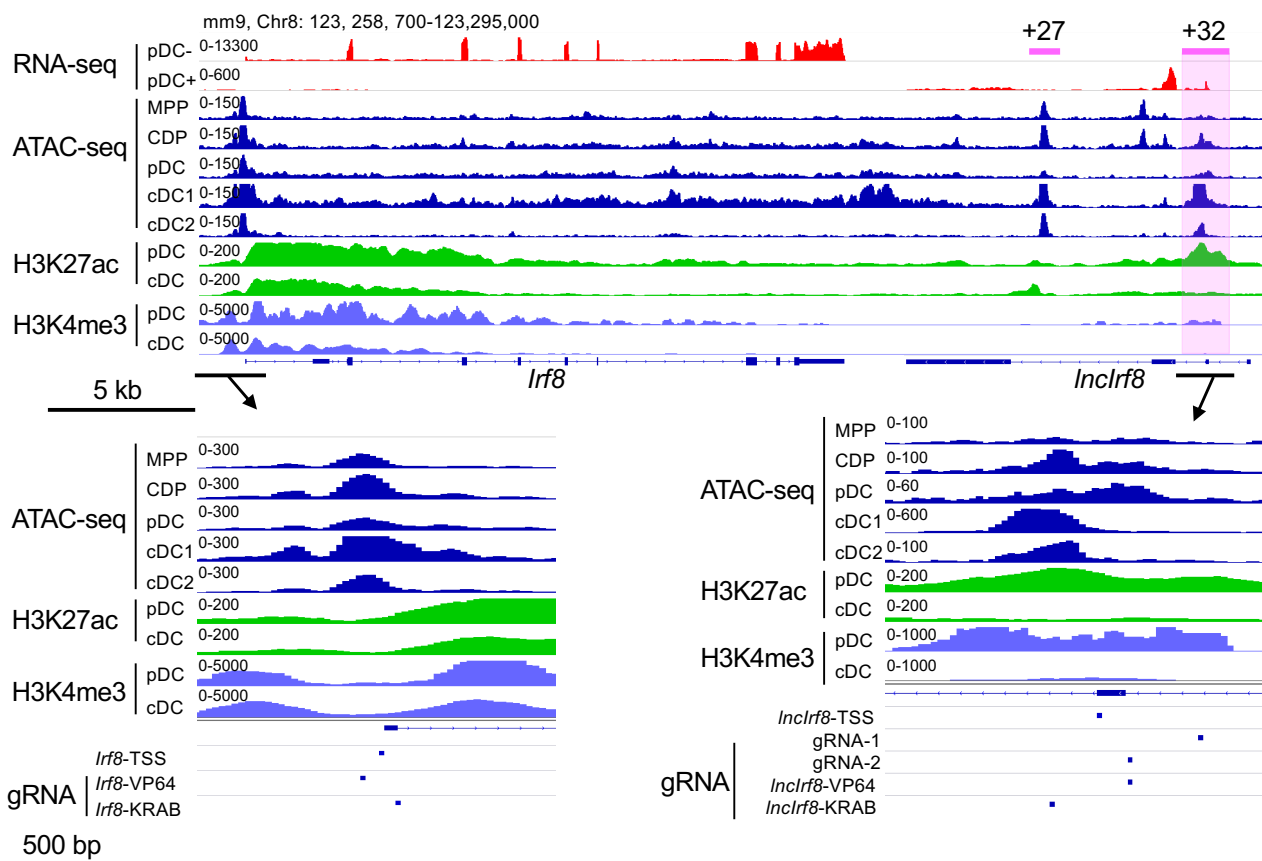 mm9, Chr8: 123, 258, 700-123,295,000
+27
+32
RNA-seq
pDC- 0-13300
pDC+ 0-600
ATAC-seq
MPP 0-150
CDP 0-150
pDC 0-150
cDC1 0-150
cDC2 0-150
H3K27ac
pDC 0-200
cDC 0-200
H3K4me3
pDC 0-5000
cDC 0-5000
Irf8
lncIrf8
5 kb
ATAC-seq
MPP 0-300
CDP 0-300
pDC 0-300
cDC1 0-300
cDC2 0-300
H3K27ac
pDC 0-200
cDC 0-200
H3K4me3
pDC 0-5000
cDC 0-5000
Irf8-TSS
gRNA
Irf8-VP64
Irf8-KRAB
500 bp
ATAC-seq
MPP 0-100
CDP 0-100
pDC 0-60
cDC1 0-600
cDC2 0-100
H3K27ac
pDC 0-200
cDC 0-200
H3K4me3
pDC 0-1000
cDC 0-1000
lncIrf8-TSS
gRNA
gRNA-1
gRNA-2
lncIrf8-VP64
lncIrf8-KRAB